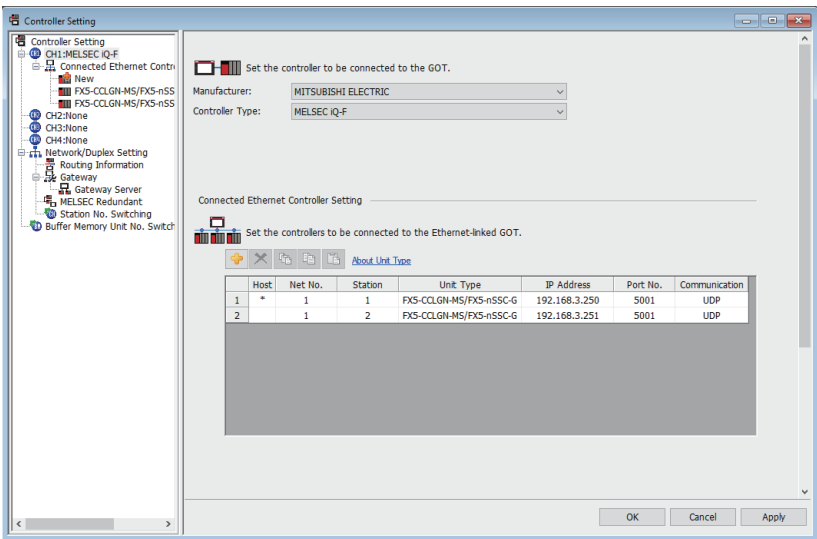 Controller Setting
Controller Setting
CH1:MELSEC iQ-F
Connected Ethernet Contr
New
FX5-CCLGN-MS/FX5-nSS
FX5-CCLGN-MS/FX5-nSS
CH2:None
CH3:None
CH4:None
Network/Duplex Setting
Routing Information
Gateway
Gateway Server
MELSEC Redundant
Station No. Switching
Buffer Memory Unit No. Switch
Set the controller to be connected to the GOT.
Manufacturer: MITSUBISHI ELECTRIC
Controller Type: MELSEC iQ-F
Connected Ethernet Controller Setting
Set the controllers to be connected to the Ethernet-linked GOT.
About Unit Type
Host Net No. Station Unit Type IP Address Port No. Communication
1 * 1 1 FX5-CCLGN-MS/FX5-nSSC-G 192.168.3.250 5001 UDP
2 1 2 FX5-CCLGN-MS/FX5-nSSC-G 192.168.3.251 5001 UDP
OK Cancel Apply